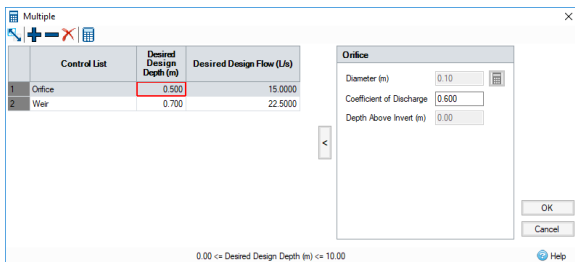 Multiple
Control List
Desired Design Depth (m)
Desired Design Flow (L/s)
1 Orifice 0.500 15.0000
2 Weir 0.700 22.5000
<
Orifice
Diameter (m) 0.10
Coefficient of Discharge 0.600
Depth Above Invert (m) 0.00
OK
Cancel
0.00 <= Desired Design Depth (m) <= 10.00
Help